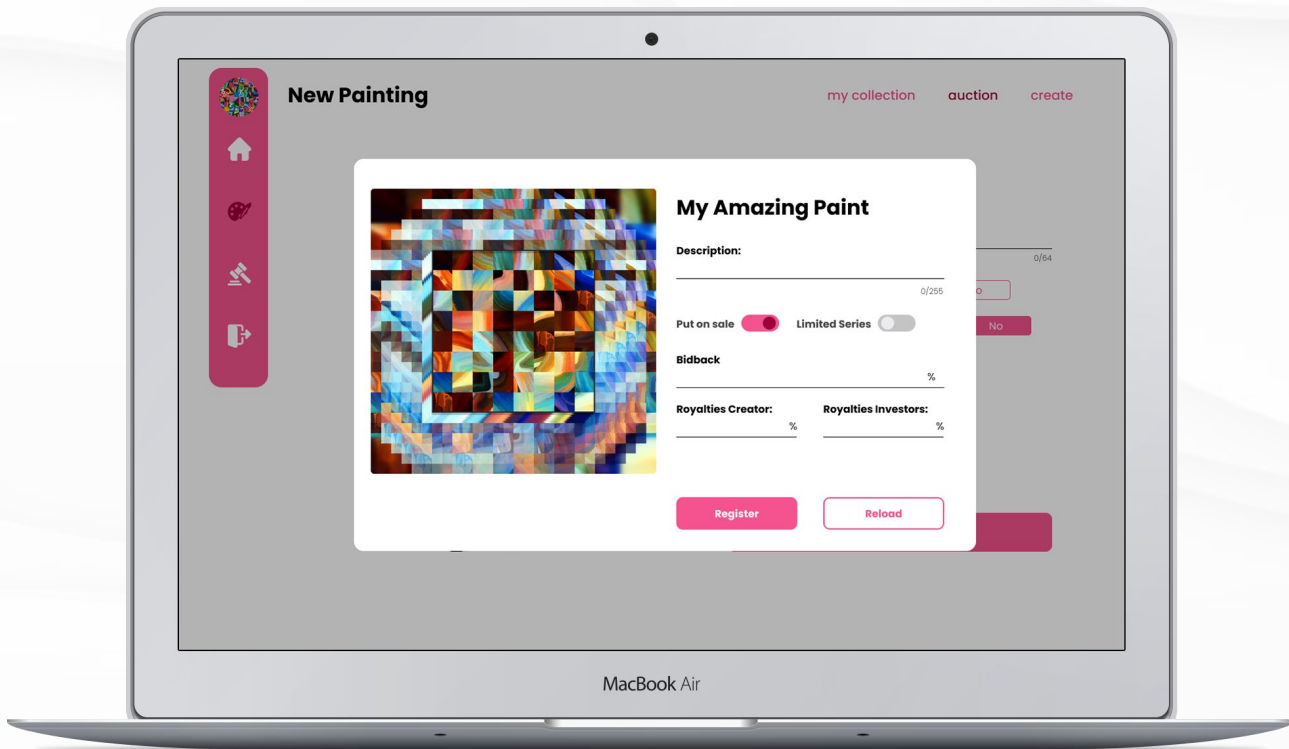 New Painting
my collection auction create
My Amazing Paint
Description:
0/64
0/255
Put on sale Limited Series
No
Bidback
%
Royalties Creator: Royalties Investors:
% %
Register Reload
MacBook Air